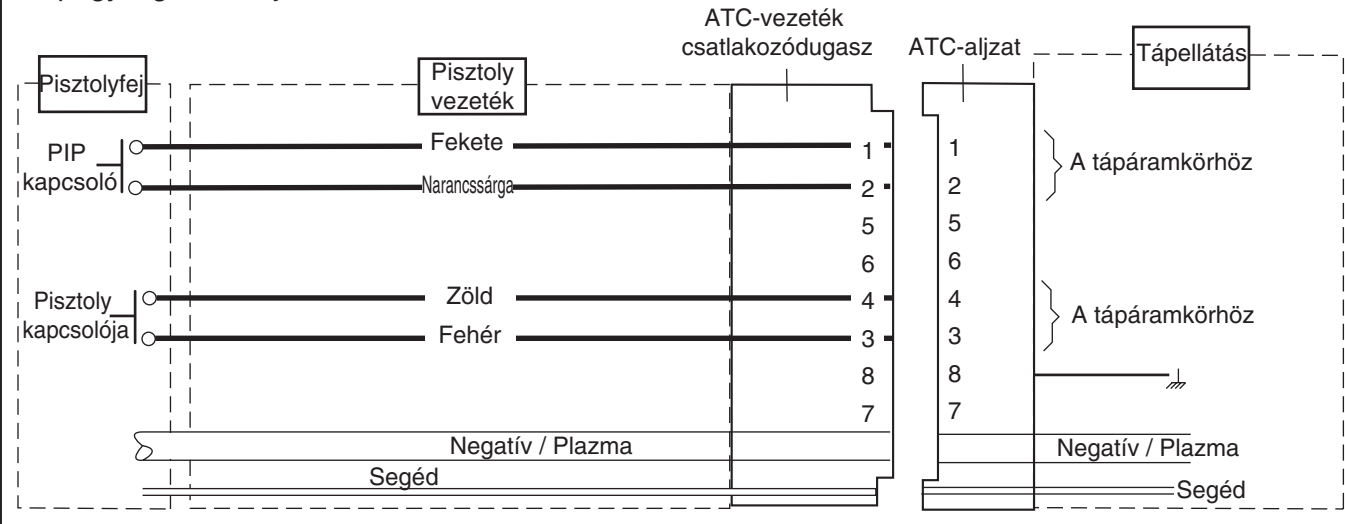 ATC-vezeték
csatlakozódugasz
ATC-aljzat
Tápellátás
Pisztolyfej
Pisztoly
vezeték
PIP
kapcsoló
Fekete
1
1
A tápáramkörhöz
Narancssárga
2
2
5
5
6
6
Pisztoly
kapcsolója
Zöld
4
4
A tápáramkörhöz
Fehér
3
3
8
8
7
7
Negatív / Plazma
Negatív / Plazma
Segéd
Segéd